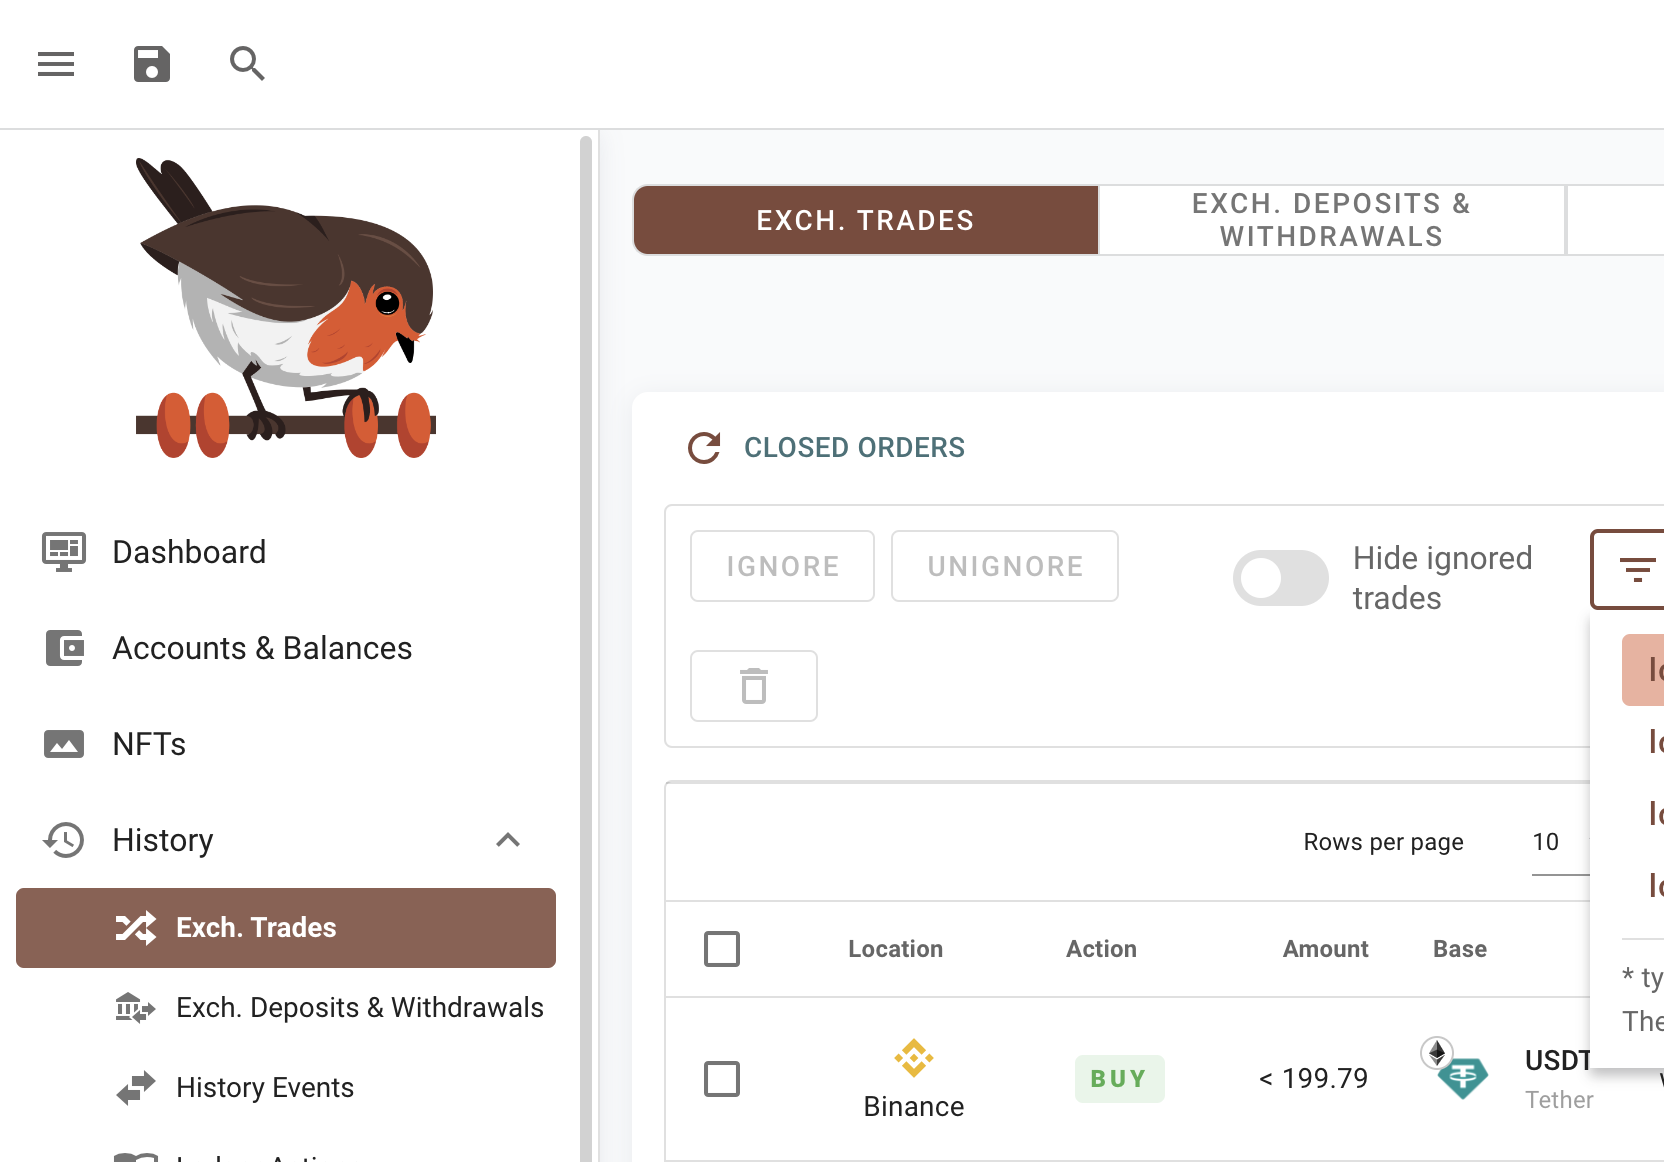 EXCH. TRADES
EXCH. DEPOSITS &
WITHDRAWALS
CLOSED ORDERS
IGNORE
UNIGNORE
Hide ignored
trades
Dashboard
Accounts & Balances
NFTs
History
Exch. Trades
Exch. Deposits & Withdrawals
History Events
Rows per page
10
Location
Action
Amount
Base
Binance
BUY
< 199.79
USDT
Tether